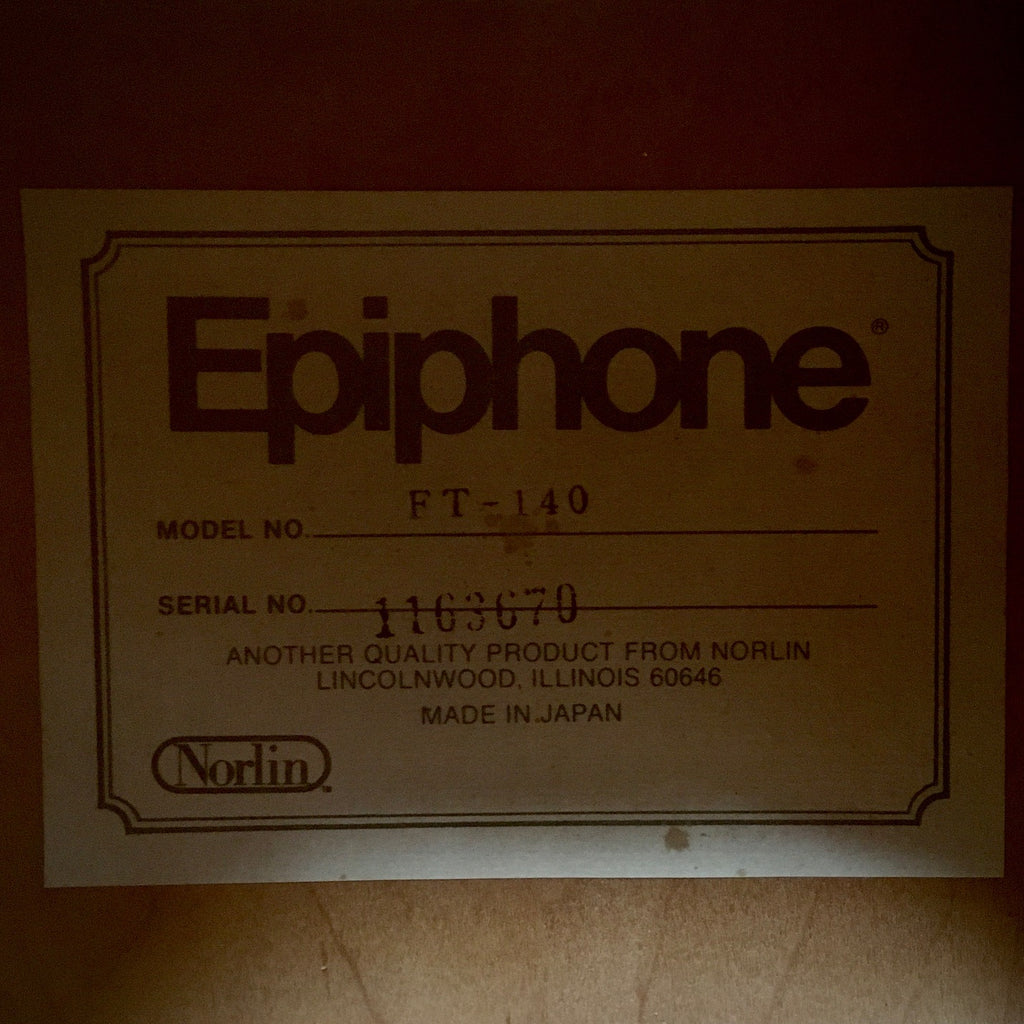 Epiphone®
MODEL NO. FT-140
SERIAL NO. 1163670
ANOTHER QUALITY PRODUCT FROM NORLIN
LINCOLNWOOD, ILLINOIS 60646
MADE IN JAPAN
Norlin